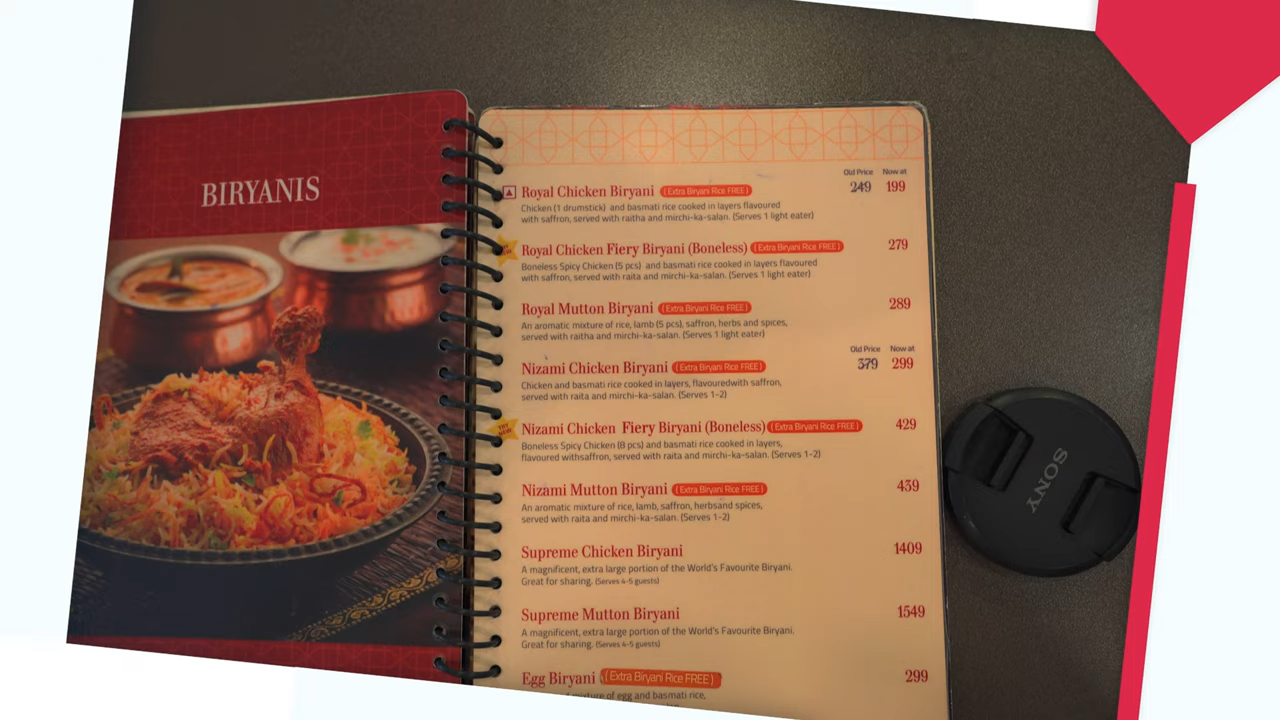 BIRYANIS
Old Price Now at
Royal Chicken Biryani (Extra Biryani Rice FREE) 249 199
Chicken (1 drumstick) and basmati rice cooked in layers flavoured
with saffron, served with raitha and mirchi-ka-salan. (Serves 1 light eater)
Royal Chicken Fiery Biryani (Boneless) (Extra Biryani Rice FREE) 279
Boneless Spicy Chicken (5 pcs) and basmati rice cooked in layers flavoured
with saffron, served with raita and mirchi-ka-salan. (Serves 1 light eater)
Royal Mutton Biryani (Extra Biryani Rice FREE) 289
An aromatic mixture of rice, lamb (5 pcs), saffron, herbs and spices,
served with raitha and mirchi-ka-salan. (Serves 1 light eater)
Old Price Now at
Nizami Chicken Biryani (Extra Biryani Rice FREE) 379 299
Chicken and basmati rice cooked in layers, flavouredwith saffron,
served with raita and mirchi-ka-salan. (Serves 1-2)
Nizami Chicken Fiery Biryani (Boneless) (Extra Biryani Rice FREE) 429
Boneless Spicy Chicken (8 pcs) and basmati rice cooked in layers,
flavoured withsaffron, served with raita and mirchi-ka-salan. (Serves 1-2)
Nizami Mutton Biryani (Extra Biryani Rice FREE) 439
An aromatic mixture of rice, lamb, saffron, herbsand spices,
served with raita and mirchi-ka-salan. (Serves 1-2)
Supreme Chicken Biryani 1409
A magnificent, extra large portion of the World's Favourite Biryani.
Great for sharing. (Serves 4-5 guests)
Supreme Mutton Biryani 1549
A magnificent, extra large portion of the World's Favourite Biryani.
Great for sharing. (Serves 4-5 guests)
Egg Biryani (Extra Biryani Rice FREE) 299
mixture of egg and basmati rice,
SONY